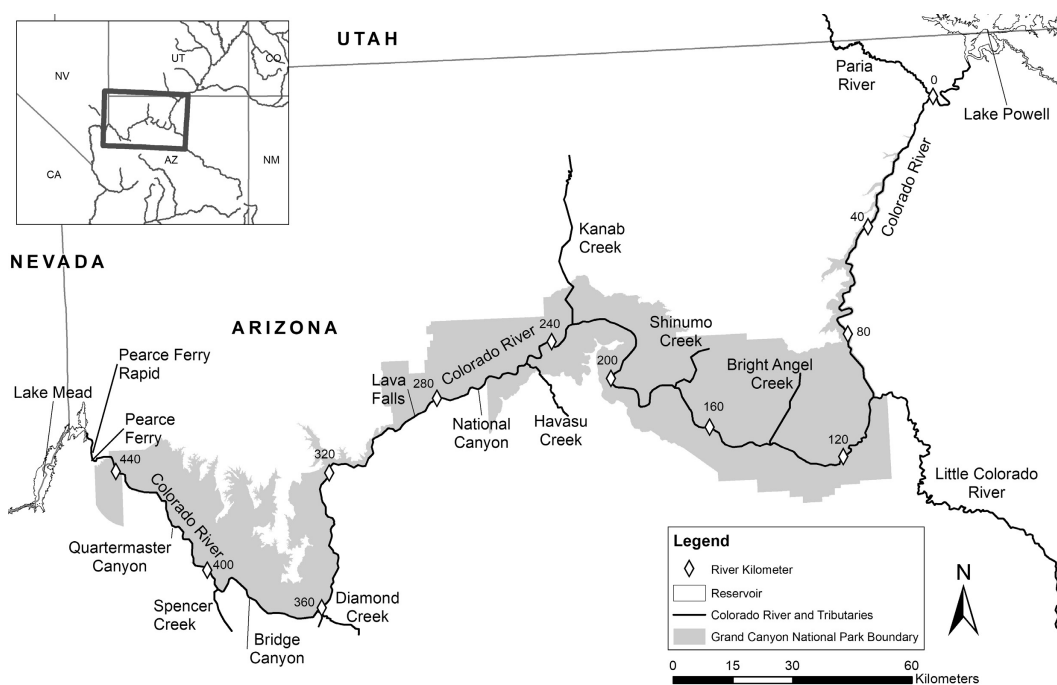 UTAH
UT
CO
NV
AZ
CA
NM
Paria
River
0
Lake Powell
Colorado River
40
Kanab
Creek
NEVADA
ARIZONA
240
Shinumo
Creek
80
Colorado River
Pearce Ferry
Rapid
Lake Mead
Lava
Falls
280
200
Bright Angel
Creek
National
Canyon
Havasu
Creek
160
Pearce
Ferry
440
320
120
Little Colorado
River
Colorado River
Quartermaster
Canyon
400
Spencer
Creek
360
Diamond
Creek
Bridge
Canyon
Legend
River Kilometer
Reservoir
Colorado River and Tributaries
Grand Canyon National Park Boundary
N
0 15 30 60
Kilometers